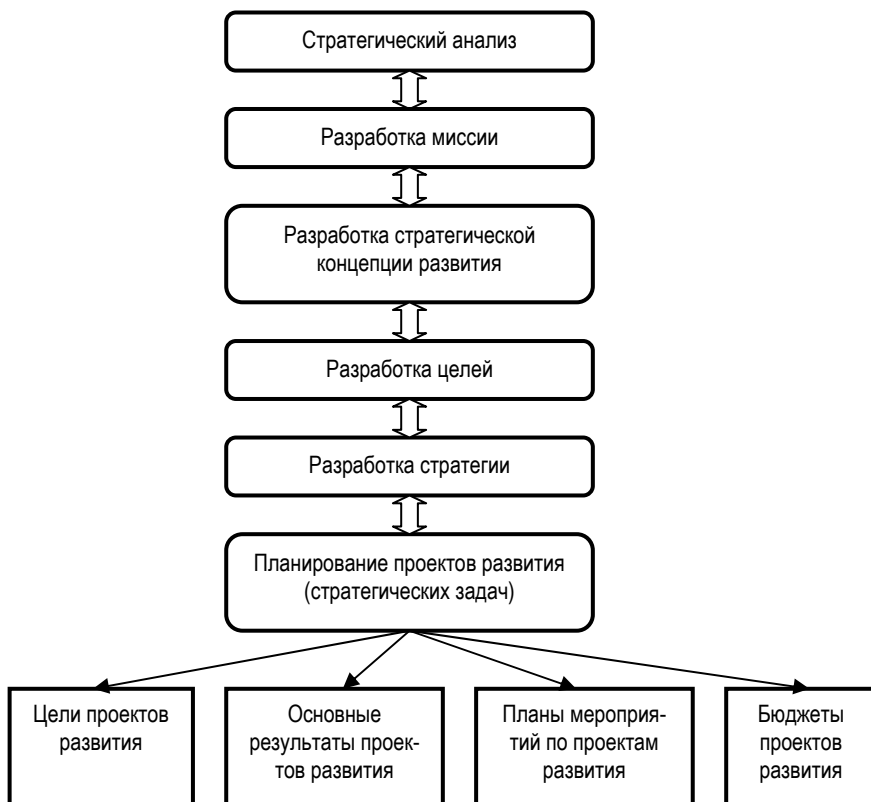 Стратегический анализ
Разработка миссии
Разработка стратегической
концепции развития
Разработка целей
Разработка стратегии
Планирование проектов развития
(стратегических задач)
Цели проектов
развития
Основные
результаты проек-
тов развития
Планы мероприя-
тий по проектам
развития
Бюджеты
проектов
развития